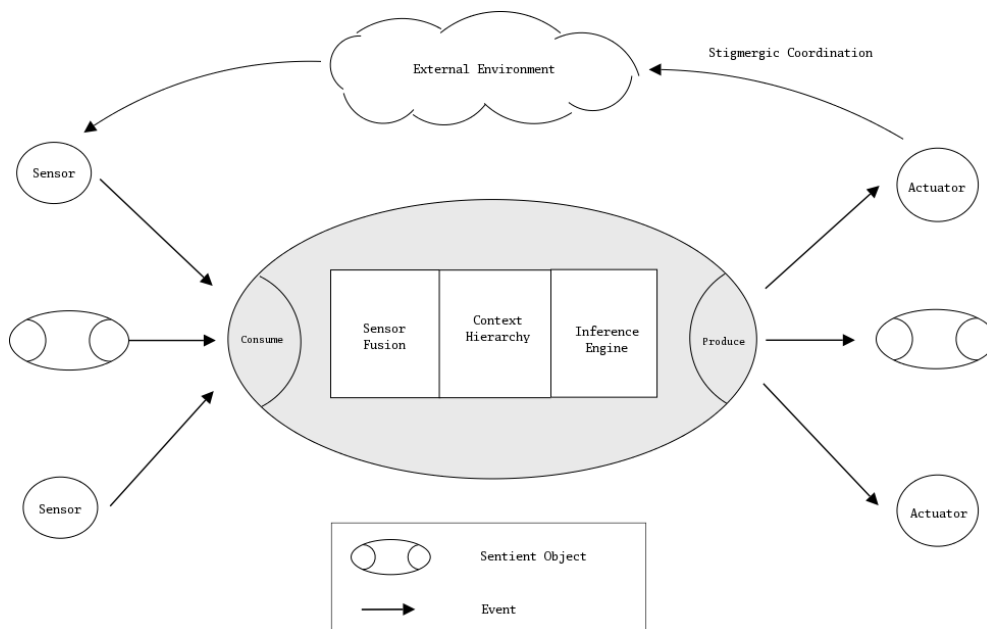 Stigmergic Coordination
External Environment
Sensor
Actuator
Consume
Sensor
Fusion
Context
Hierarchy
Inference
Engine
Produce
Sensor
Actuator
Sentient Object
Event